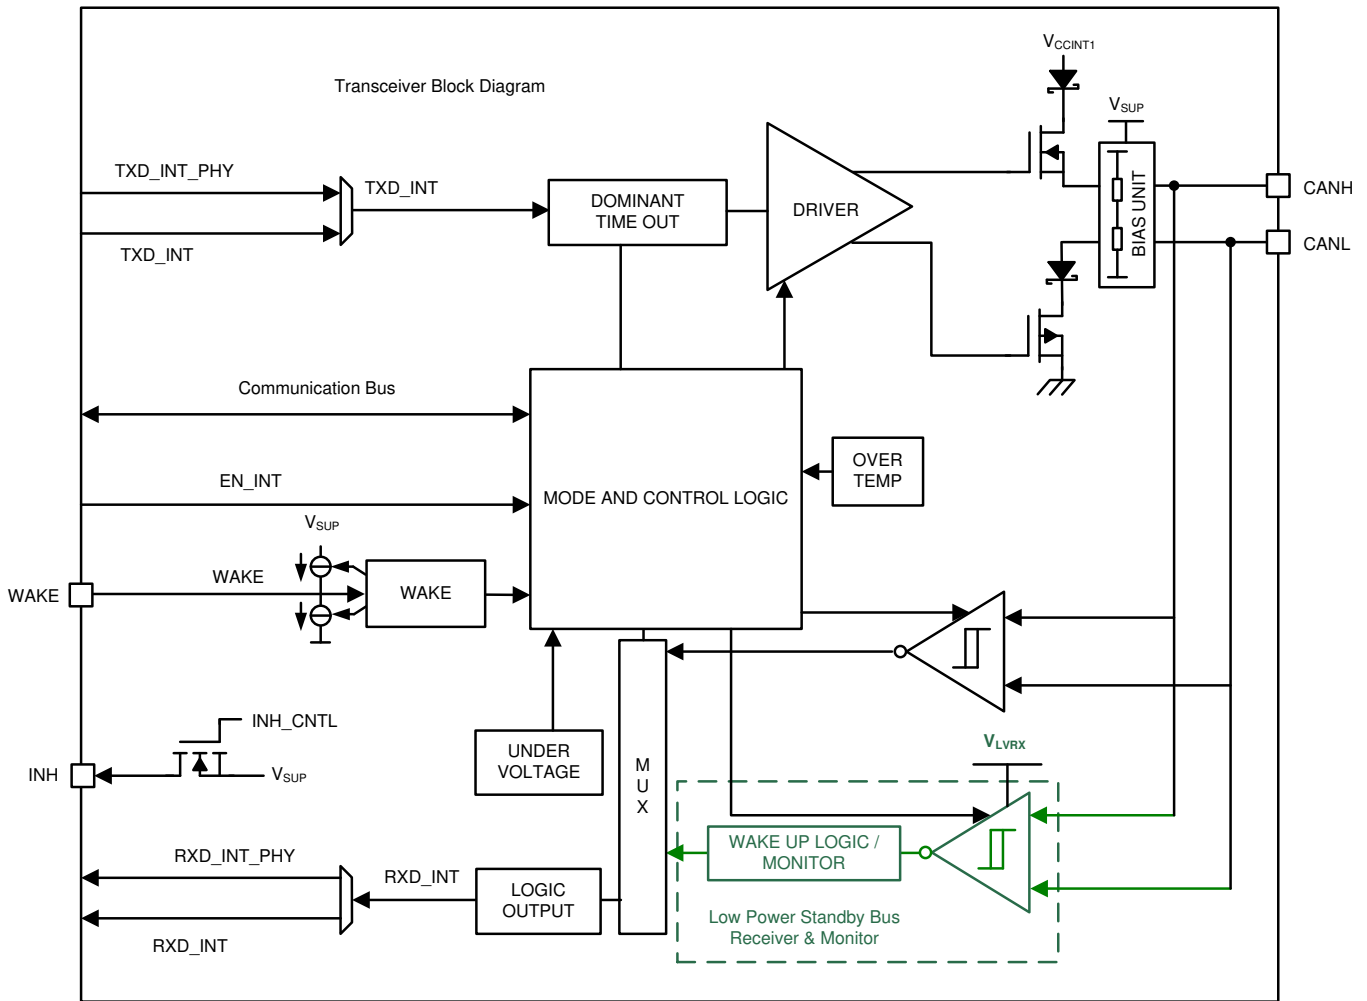 Transceiver Block Diagram
VCCINT1
VSUP
TXD_INT_PHY
TXD_INT
TXD_INT
DOMINANT
TIME OUT
DRIVER
BIAS UNIT
CANH
CANL
Communication Bus
EN_INT
MODE AND CONTROL LOGIC
OVER
TEMP
VSUP
WAKE
WAKE
WAKE
INH_CNTL
INH
VSUP
UNDER
VOLTAGE
M
U
X
VLVRX
WAKE UP LOGIC /
MONITOR
Low Power Standby Bus
Receiver & Monitor
RXD_INT_PHY
RXD_INT
RXD_INT
LOGIC
OUTPUT